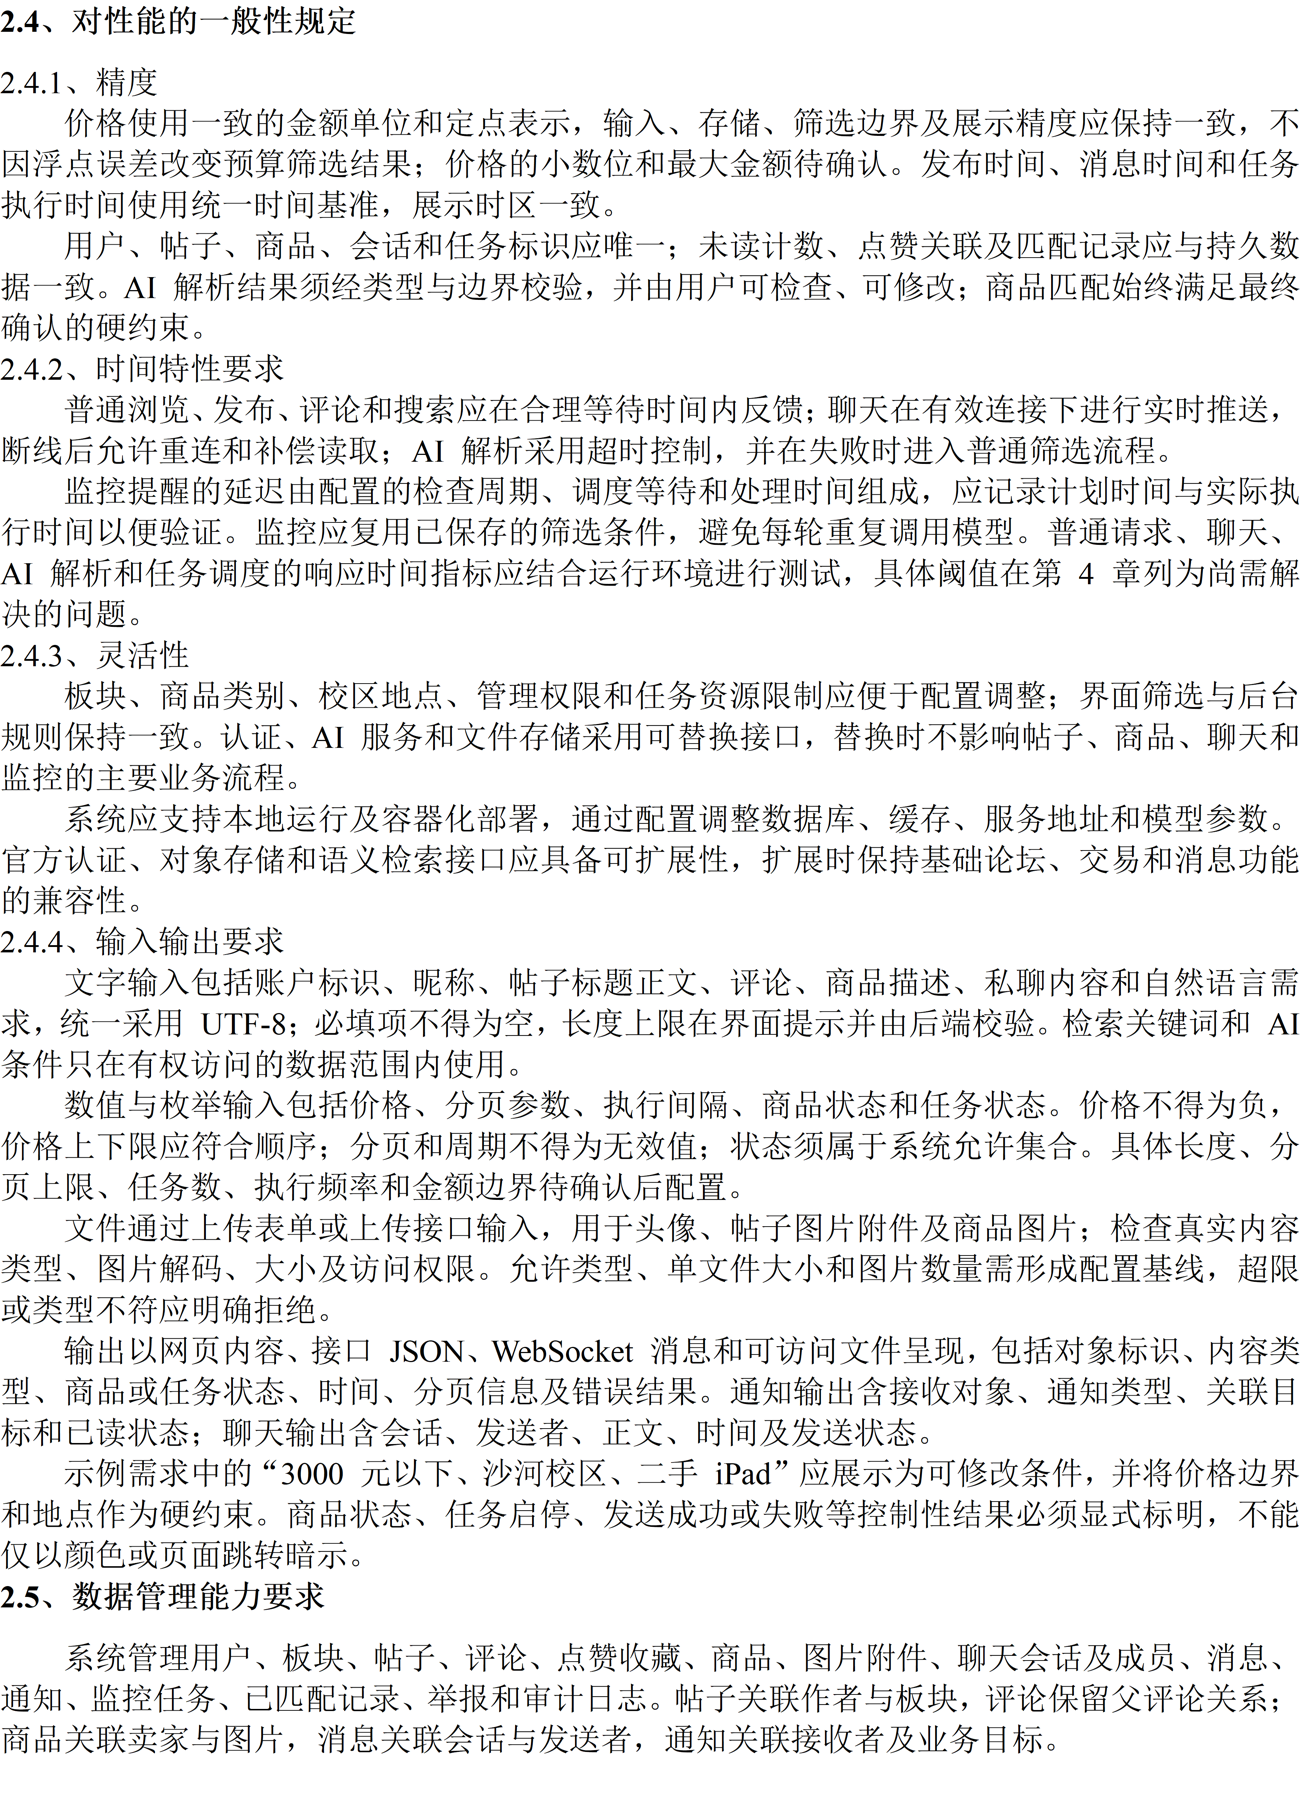 2.4、对性能的一般性规定
2.4.1、精度
价格使用一致的金额单位和定点表示，输入、存储、筛选边界及展示精度应保持一致，不
因浮点误差改变预算筛选结果；价格的小数位和最大金额待确认。发布时间、消息时间和任务
执行时间使用统一时间基准，展示时区一致。
用户、帖子、商品、会话和任务标识应唯一；未读计数、点赞关联及匹配记录应与持久数
据一致。AI 解析结果须经类型与边界校验，并由用户可检查、可修改；商品匹配始终满足最终
确认的硬约束。
2.4.2、时间特性要求
普通浏览、发布、评论和搜索应在合理等待时间内反馈；聊天在有效连接下进行实时推送，
断线后允许重连和补偿读取；AI 解析采用超时控制，并在失败时进入普通筛选流程。
监控提醒的延迟由配置的检查周期、调度等待和处理时间组成，应记录计划时间与实际执
行时间以便验证。监控应复用已保存的筛选条件，避免每轮重复调用模型。普通请求、聊天、
AI 解析和任务调度的响应时间指标应结合运行环境进行测试，具体阈值在第 4 章列为尚需解
决的问题。
2.4.3、灵活性
板块、商品类别、校区地点、管理权限和任务资源限制应便于配置调整；界面筛选与后台
规则保持一致。认证、AI 服务和文件存储采用可替换接口，替换时不影响帖子、商品、聊天和
监控的主要业务流程。
系统应支持本地运行及容器化部署，通过配置调整数据库、缓存、服务地址和模型参数。
官方认证、对象存储和语义检索接口应具备可扩展性，扩展时保持基础论坛、交易和消息功能
的兼容性。
2.4.4、输入输出要求
文字输入包括账户标识、昵称、帖子标题正文、评论、商品描述、私聊内容和自然语言需
求，统一采用 UTF-8；必填项不得为空，长度上限在界面提示并由后端校验。检索关键词和 AI
条件只在有权访问的数据范围内使用。
数值与枚举输入包括价格、分页参数、执行间隔、商品状态和任务状态。价格不得为负，
价格上下限应符合顺序；分页和周期不得为无效值；状态须属于系统允许集合。具体长度、分
页上限、任务数、执行频率和金额边界待确认后配置。
文件通过上传表单或上传接口输入，用于头像、帖子图片附件及商品图片；检查真实内容
类型、图片解码、大小及访问权限。允许类型、单文件大小和图片数量需形成配置基线，超限
或类型不符应明确拒绝。
输出以网页内容、接口 JSON、WebSocket 消息和可访问文件呈现，包括对象标识、内容类
型、商品或任务状态、时间、分页信息及错误结果。通知输出含接收对象、通知类型、关联目
标和已读状态；聊天输出含会话、发送者、正文、时间及发送状态。
示例需求中的“3000 元以下、沙河校区、二手 iPad”应展示为可修改条件，并将价格边界
和地点作为硬约束。商品状态、任务启停、发送成功或失败等控制性结果必须显式标明，不能
仅以颜色或页面跳转暗示。
2.5、数据管理能力要求
系统管理用户、板块、帖子、评论、点赞收藏、商品、图片附件、聊天会话及成员、消息、
通知、监控任务、已匹配记录、举报和审计日志。帖子关联作者与板块，评论保留父评论关系；
商品关联卖家与图片，消息关联会话与发送者，通知关联接收者及业务目标。